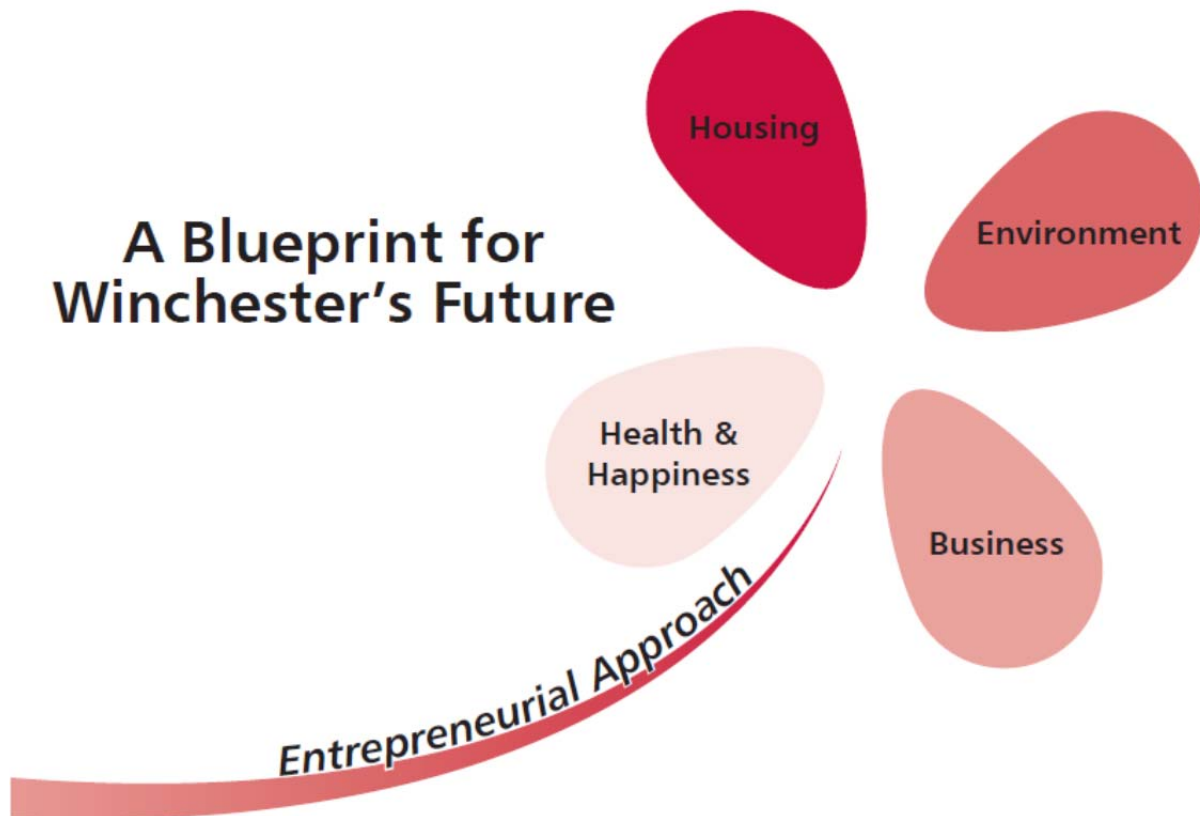 A Blueprint for
Winchester's Future
Housing
Environment
Health &
Happiness
Business
Entrepreneurial Approach